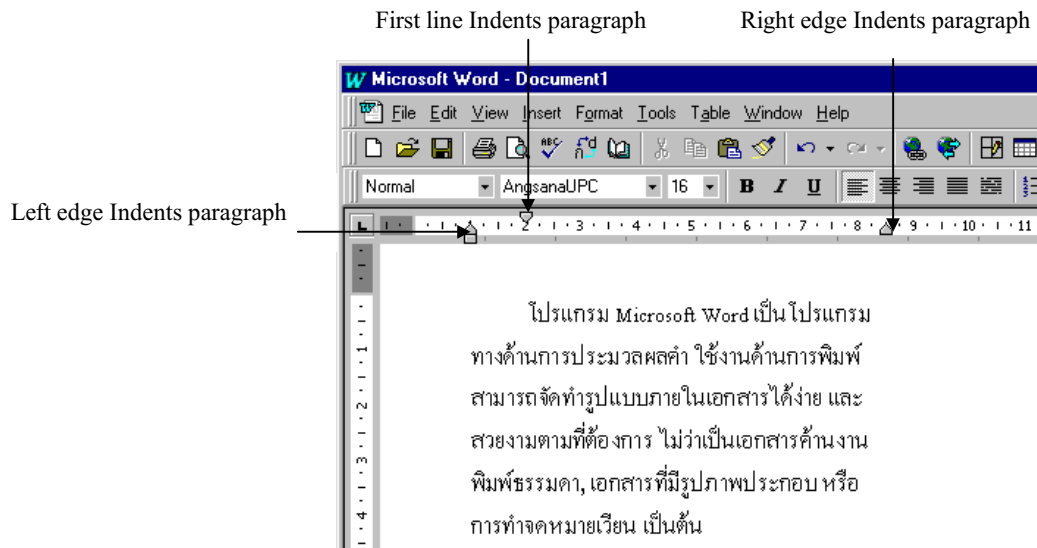 First line Indents paragraph Right edge Indents paragraph
Microsoft Word - Document1
File Edit View Insert Format Tools Table Window Help
Normal AngsanaUPC 16 B I U
Left edge Indents paragraph
L 1 2 3 4 5 6 7 8 9 10 11
โปรแกรม Microsoft Word เป็นโปรแกรม
ทางด้านการประมวลผลคำ ใช้งานด้านการพิมพ์
สามารถจัดทำรูปแบบภายในเอกสารได้ง่าย และ
สวยงามตามที่ต้องการ ไม่ว่าเป็นเอกสารด้านงาน
พิมพ์ธรรมดา, เอกสารที่มีรูปภาพประกอบ หรือ
การทำจดหมายเวียน เป็นต้น
1
2
3
4